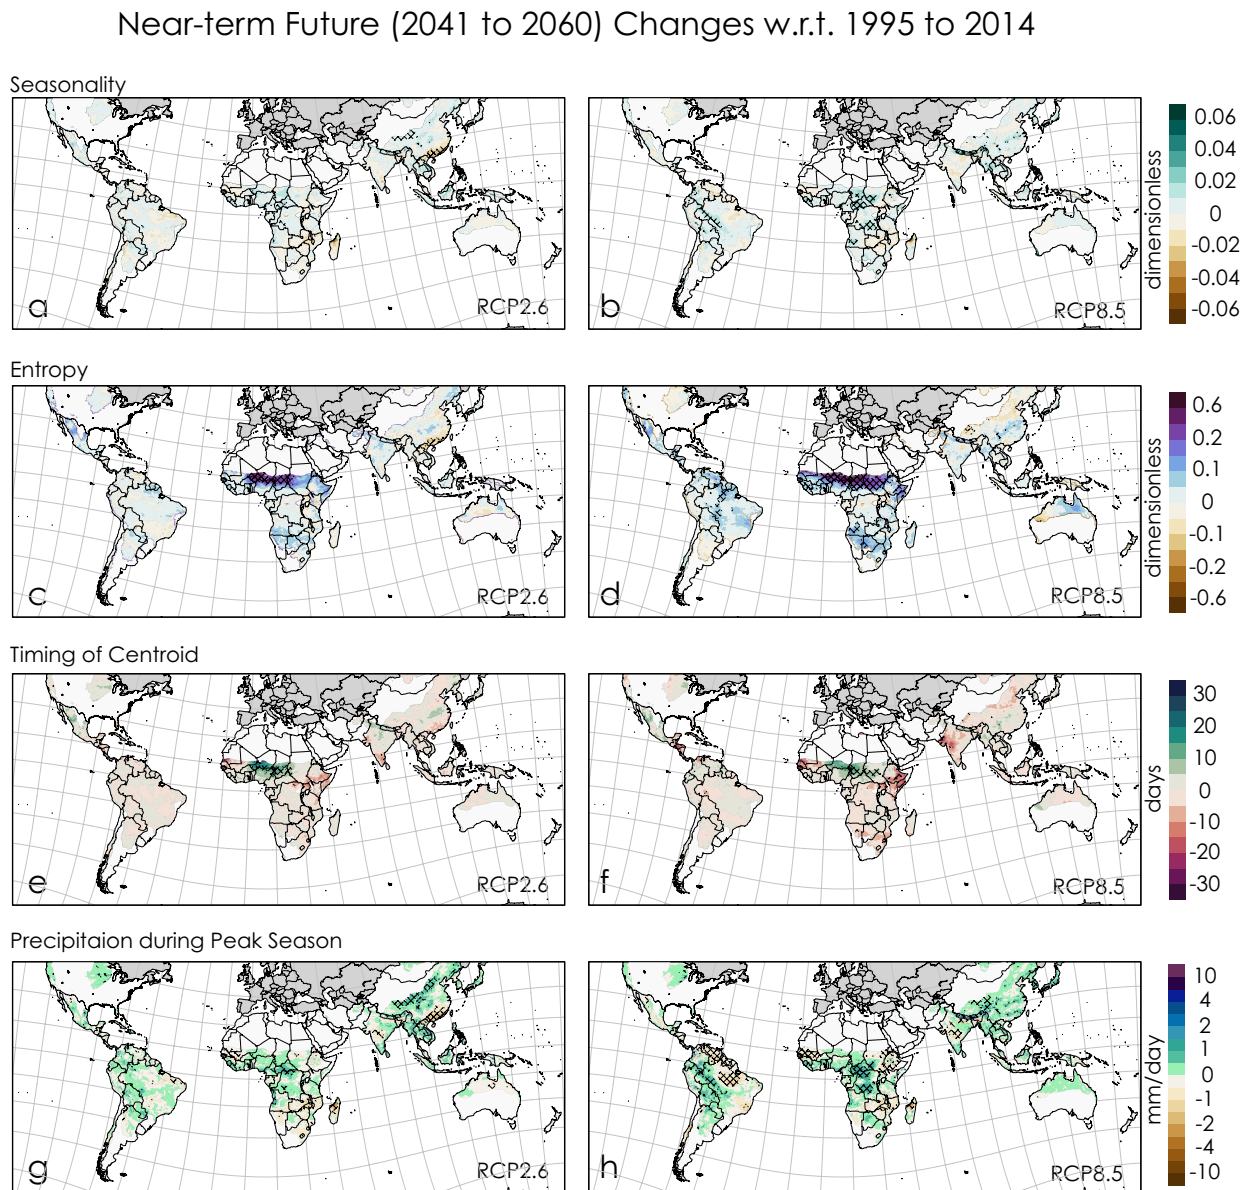 Near-term Future (2041 to 2060) Changes w.r.t. 1995 to 2014
Seasonality
a
RCP2.6
b
RCP8.5
0.06
0.04
0.02
0
-0.02
-0.04
-0.06
dimensionless
Entropy
c
RCP2.6
d
RCP8.5
0.6
0.2
0.1
0
-0.1
-0.2
-0.6
dimensionless
Timing of Centroid
e
RCP2.6
f
RCP8.5
30
20
10
0
-10
-20
-30
days
Precipitaion during Peak Season
g
RCP2.6
h
RCP8.5
10
4
2
1
0
-1
-2
-4
-10
mm/day